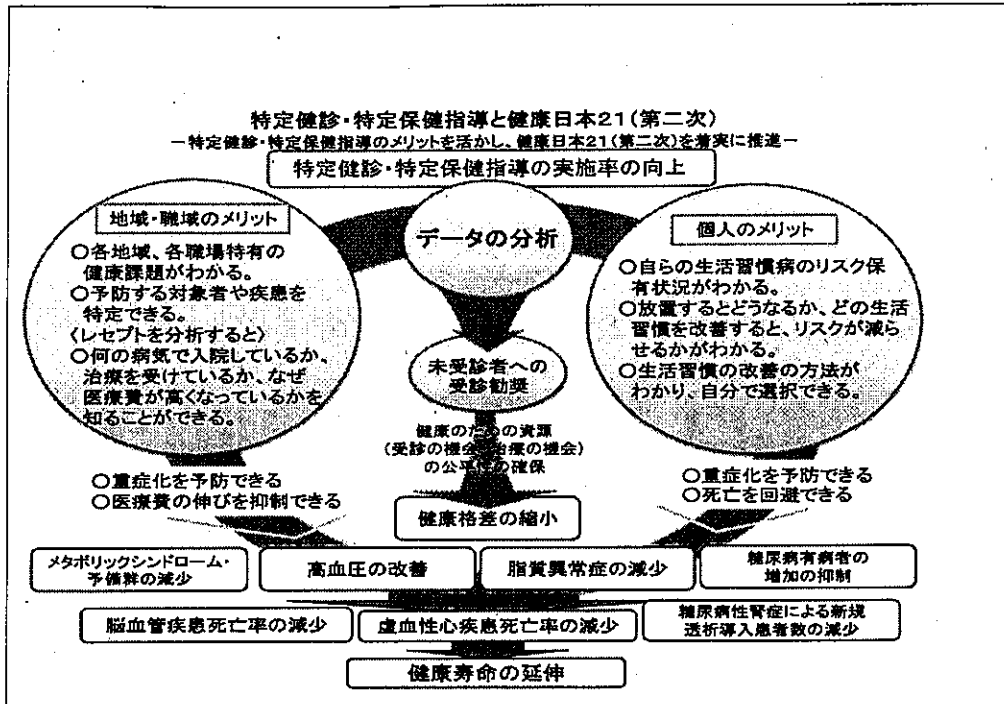 特定健診・特定保健指導と健康日本21(第二次)
－特定健診・特定保健指導のメリットを活かし、健康日本21(第二次)を着実に推進－
特定健診・特定保健指導の実施率の向上
地域・職域のメリット
○各地域、各職場特有の
健康課題がわかる。
○予防する対象者や疾患を
特定できる。
〈レセプトを分析すると〉
○何の病気で入院しているか、
治療を受けているか、なぜ
医療費が高くなっているかを
知ることができる。
○重症化を予防できる
○医療費の伸びを抑制できる
データの分析
未受診者への
受診勧奨
健康のための資源
(受診の機会、治療の機会)
の公平性の確保
健康格差の縮小
個人のメリット
○自らの生活習慣病のリスク保
有状況がわかる。
○放置するとどうなるか、どの生活
習慣を改善すると、リスクが減ら
せるかがわかる。
○生活習慣の改善の方法が
わかり、自分で選択できる。
○重症化を予防できる
○死亡を回避できる
メタボリックシンドローム・
予備群の減少
高血圧の改善
脂質異常症の減少
糖尿病有病者の
増加の抑制
脳血管疾患死亡率の減少
虚血性心疾患死亡率の減少
糖尿病性腎症による新規
透析導入患者数の減少
健康寿命の延伸